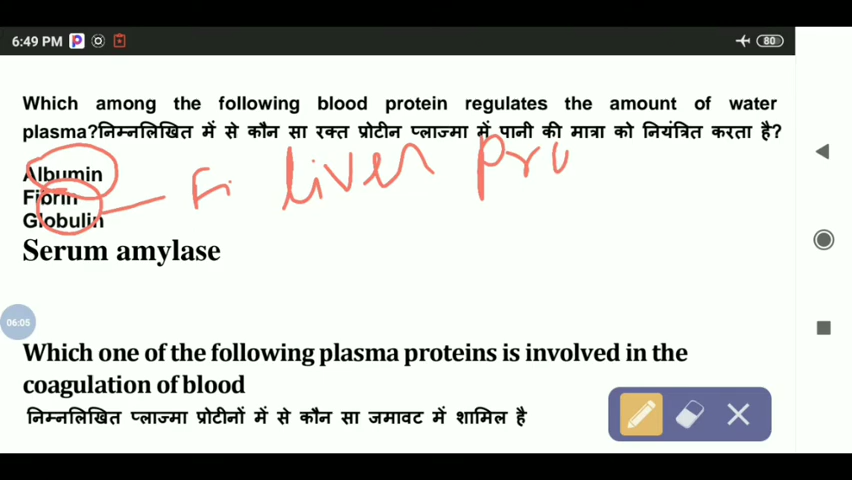 6:49 PM P 80
Which among the following blood protein regulates the amount of water
plasma?निम्नलिखित में से कौन सा रक्त प्रोटीन प्लाज्मा में पानी की मात्रा को नियंत्रित करता है?
Albumin
Fibrin Fi liver Pro
Globulin
Serum amylase
06:05
Which one of the following plasma proteins is involved in the
coagulation of blood
निम्नलिखित प्लाज्मा प्रोटीनों में से कौन सा जमावट में शामिल है